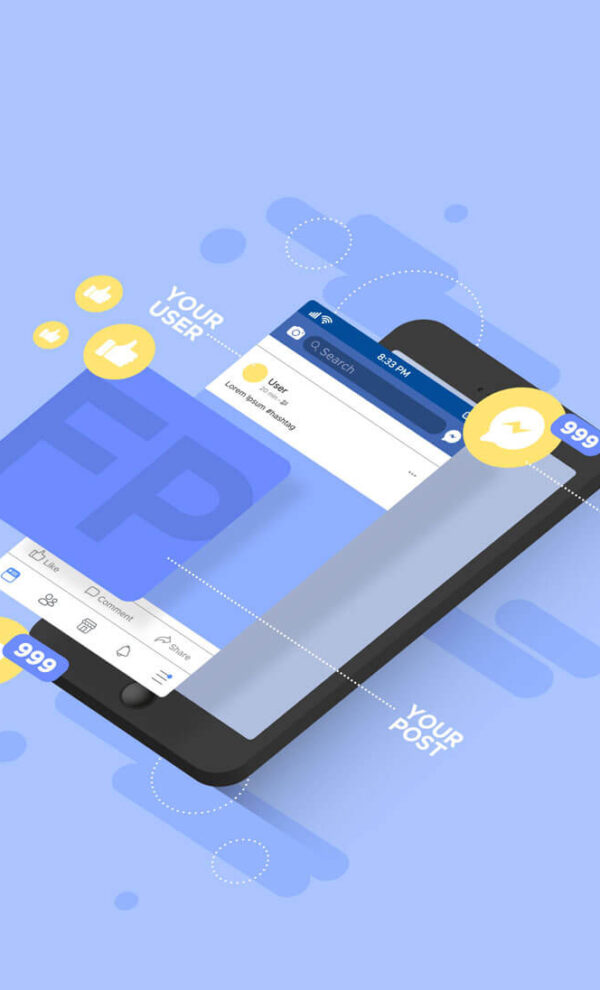 YOUR
USER
8:33 PM
Search
999
User
20 min
Lorem Ipsum #hashtag
FP
Like
Comment
Share
999
YOUR
POST